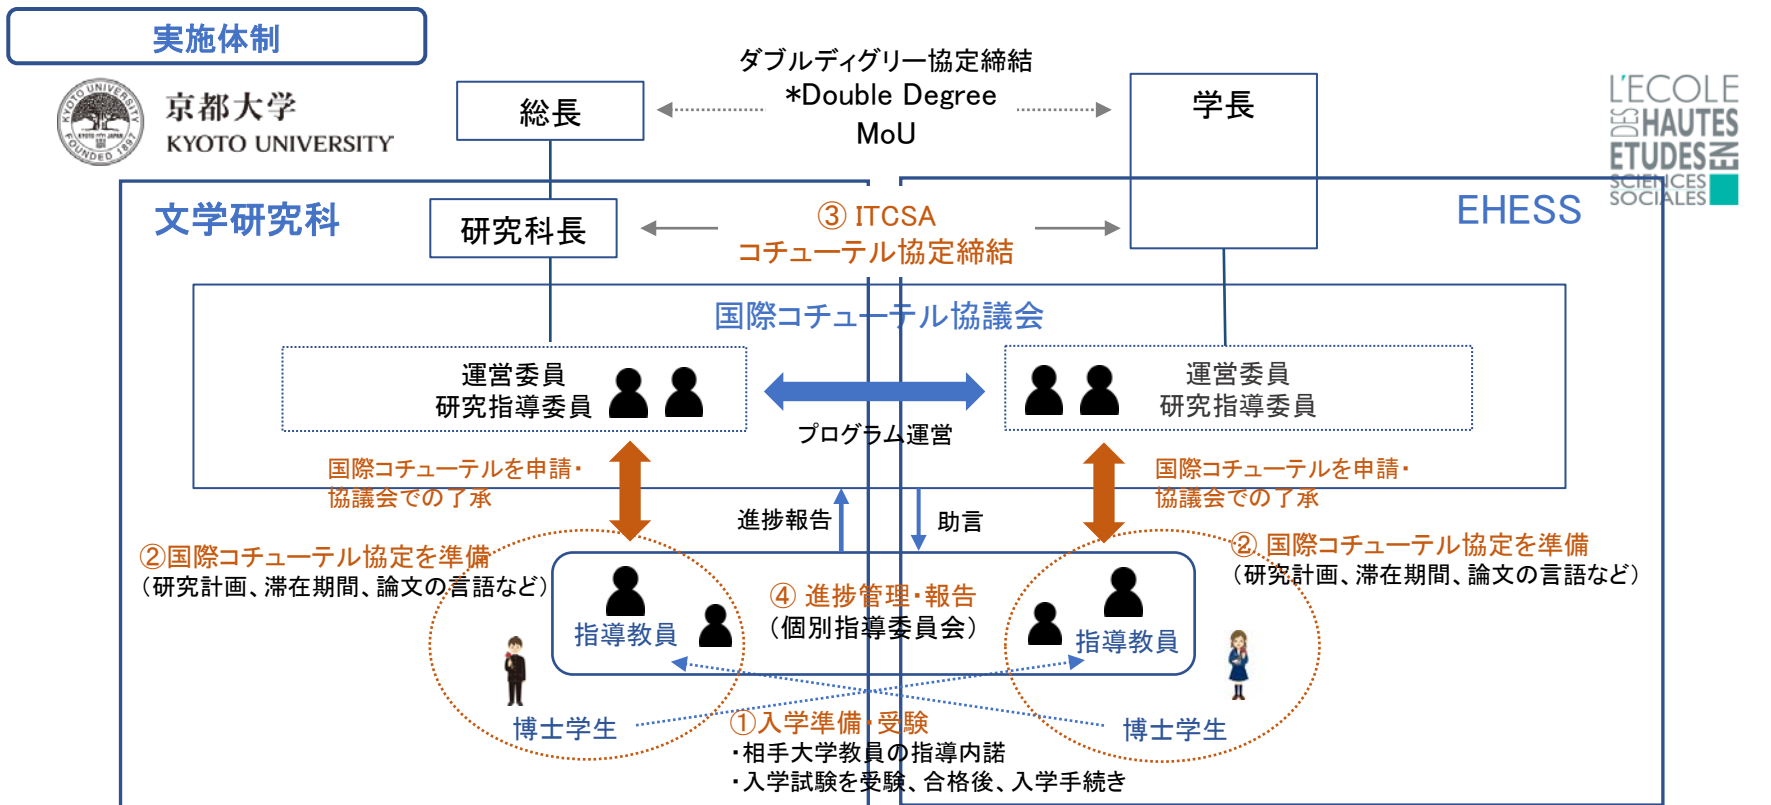 実施体制
京都大学
KYOTO UNIVERSITY
KYOTO UNIVERSITY
FOUNDED 1897
総長
ダブルディグリー協定締結
*Double Degree
MoU
学長
L'ECOLE
DES HAUTES
ETUDES EN
SCIENCES
SOCIALES
文学研究科
EHESS
研究科長
③ ITCSA
コチューテル協定締結
国際コチューテル協議会
運営委員
研究指導委員
運営委員
研究指導委員
プログラム運営
国際コチューテルを申請・
協議会での了承
国際コチューテルを申請・
協議会での了承
進捗報告
助言
②国際コチューテル協定を準備
（研究計画、滞在期間、論文の言語など）
② 国際コチューテル協定を準備
（研究計画、滞在期間、論文の言語など）
④ 進捗管理・報告
（個別指導委員会）
指導教員
指導教員
博士学生
博士学生
①入学準備・受験
・相手大学教員の指導内諾
・入学試験を受験、合格後、入学手続き